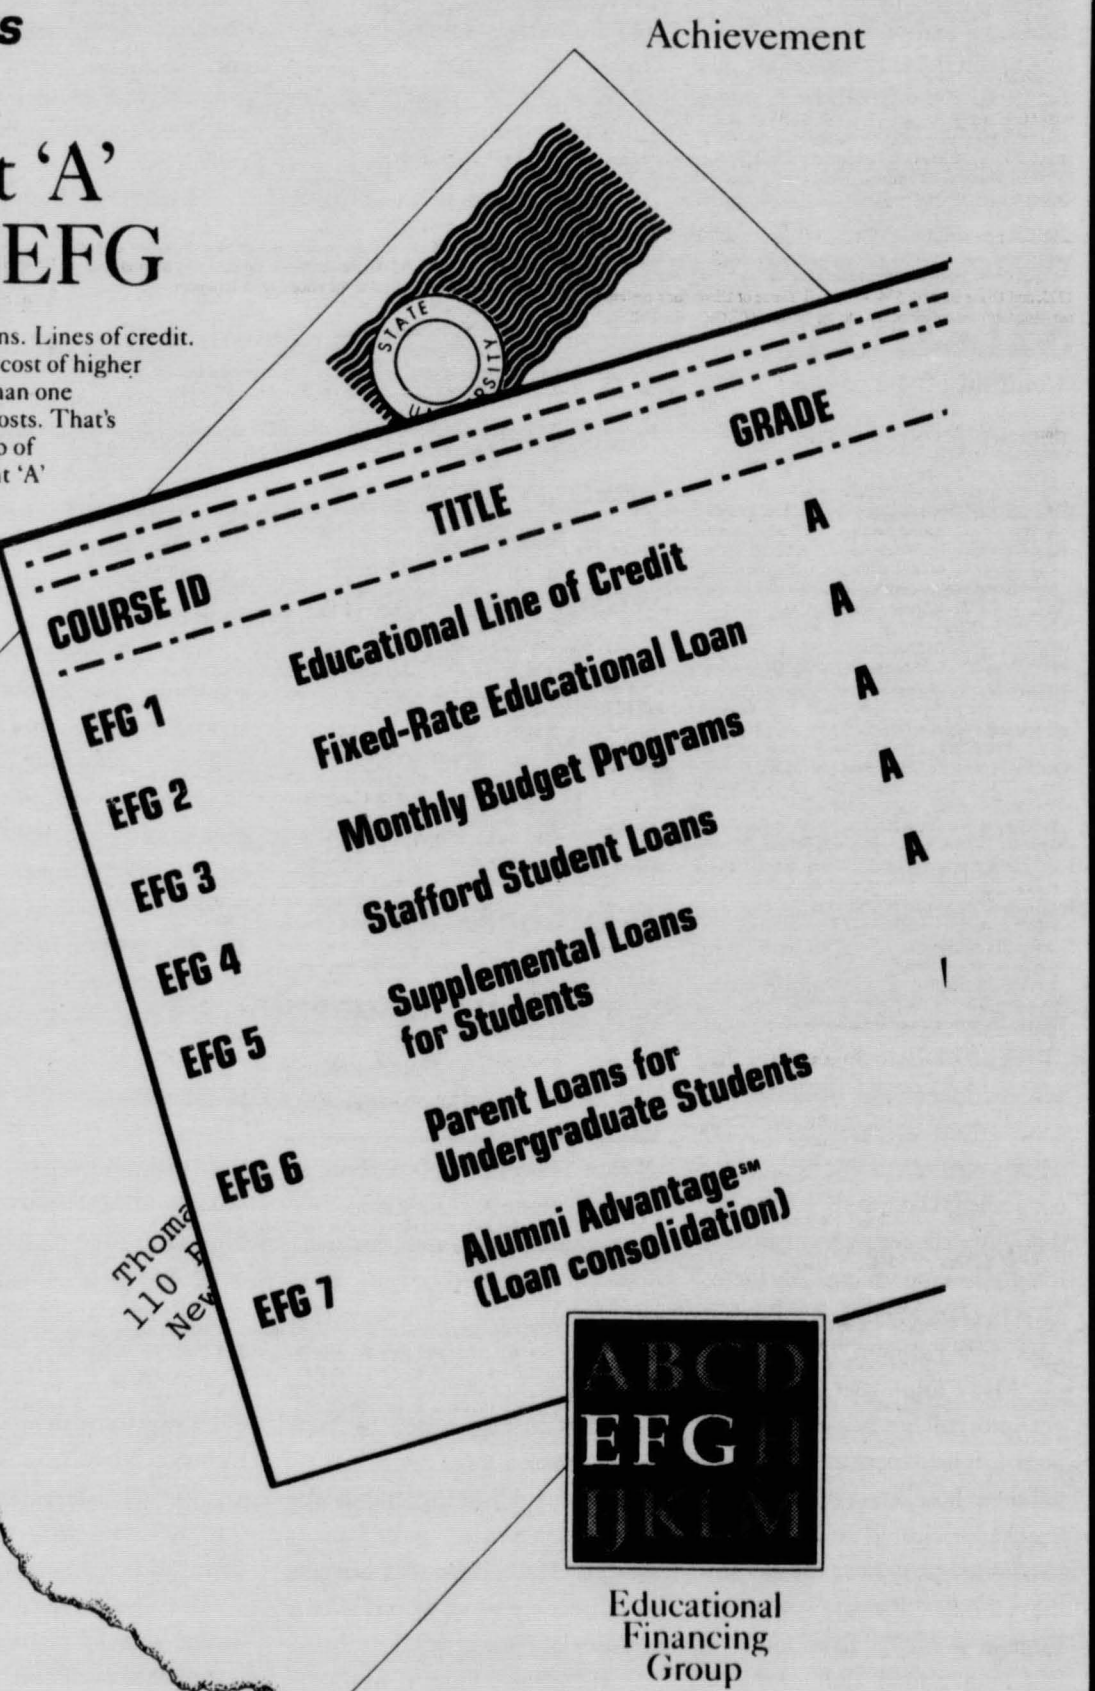 s
Achievement
t 'A'
EFG
ns. Lines of credit.
cost of higher
han one
osts. That's
p of
nt 'A'
STATE
COURSE ID TITLE GRADE
EFG 1 Educational Line of Credit A
EFG 2 Fixed-Rate Educational Loan A
EFG 3 Monthly Budget Programs A
EFG 4 Stafford Student Loans A
EFG 5 Supplemental Loans A
for Students
EFG 6 Parent Loans for
Undergraduate Students
EFG 7 Alumni Advantage℠
(Loan consolidation)
Thoma
110
New
ABCD
EFGH
IJKLM
Educational
Financing
Group